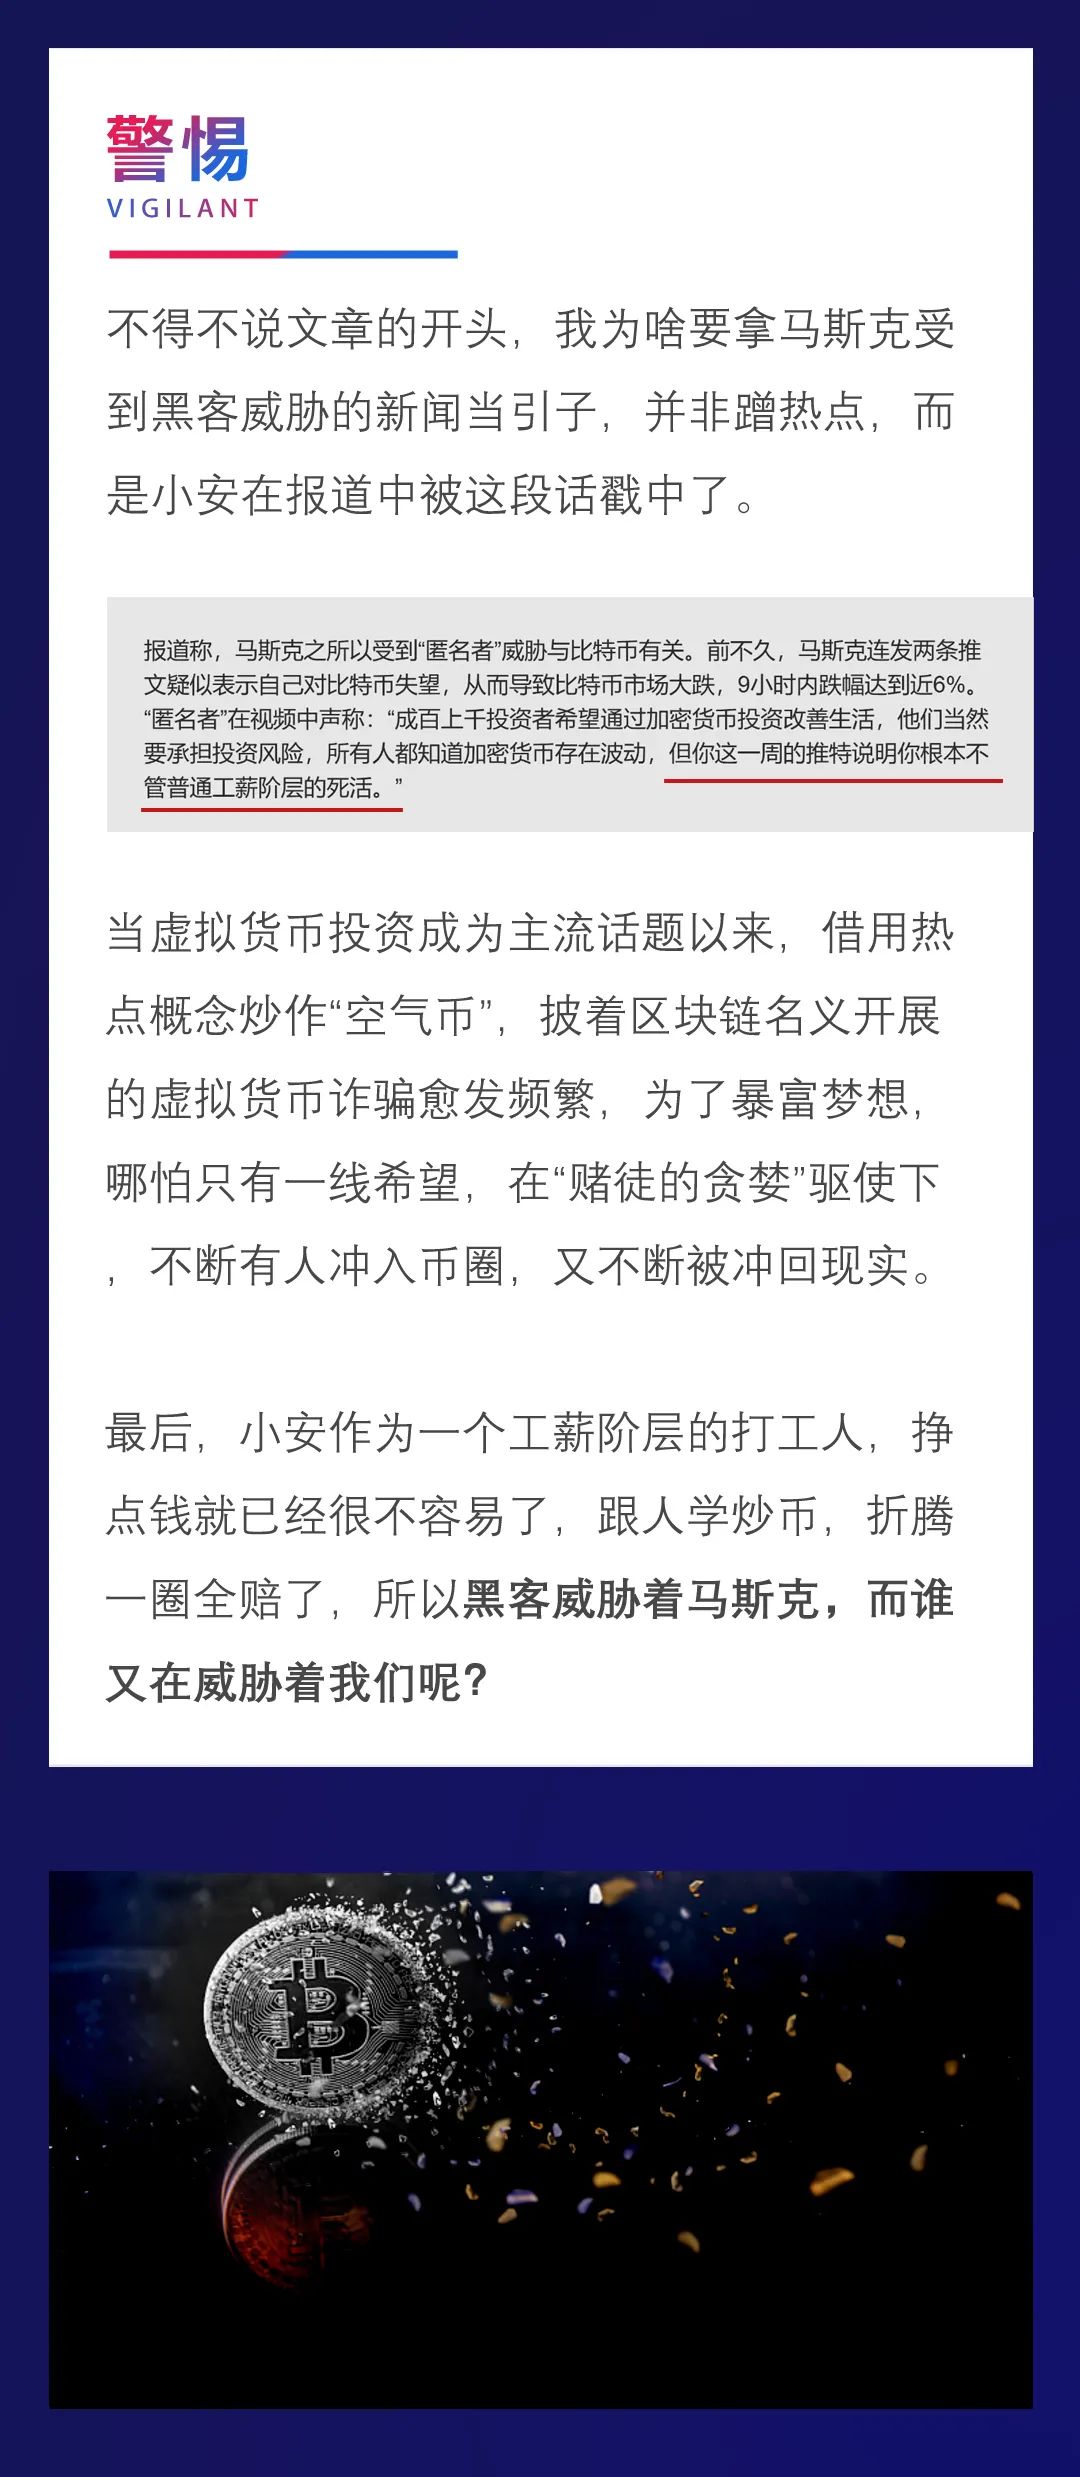 警惕
VIGILANT
不得不说文章的开头，我为啥要拿马斯克受
到黑客威胁的新闻当引子，并非蹭热点，而
是小安在报道中被这段话戳中了。
报道称，马斯克之所以受到“匿名者”威胁与比特币有关。前不久，马斯克连发两条推
文疑似表示自己对比特币失望，从而导致比特币市场大跌，9小时内跌幅达到近6%。
“匿名者”在视频中声称：“成百上千投资者希望通过加密货币投资改善生活，他们当然
要承担投资风险，所有人都知道加密货币存在波动，但你这一周的推特说明你根本不
管普通工薪阶层的死活。”
当虚拟货币投资成为主流话题以来，借用热
点概念炒作“空气币”，披着区块链名义开展
的虚拟货币诈骗愈发频繁，为了暴富梦想，
哪怕只有一线希望，在“赌徒的贪婪”驱使下
，不断有人冲入币圈，又不断被冲回现实。
最后，小安作为一个工薪阶层的打工人，挣
点钱就已经很不容易了，跟人学炒币，折腾
一圈全赔了，所以黑客威胁着马斯克，而谁
又在威胁着我们呢？